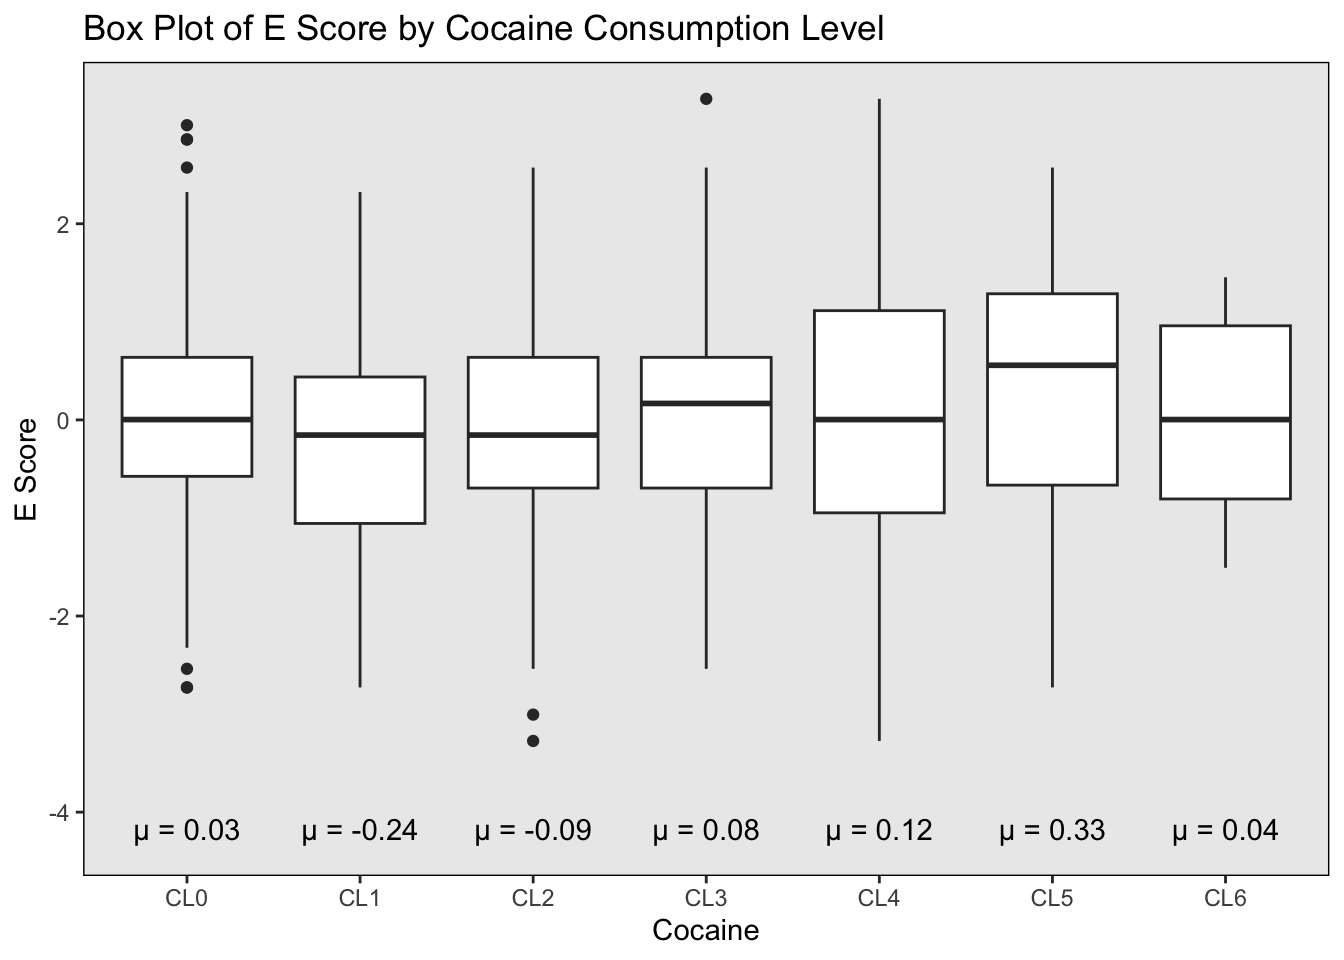 Box Plot of E Score by Cocaine Consumption Level
E Score
2
0
-2
-4
µ = 0.03 µ = -0.24 µ = -0.09 µ = 0.08 µ = 0.12 µ = 0.33 µ = 0.04
CL0 CL1 CL2 CL3 CL4 CL5 CL6
Cocaine